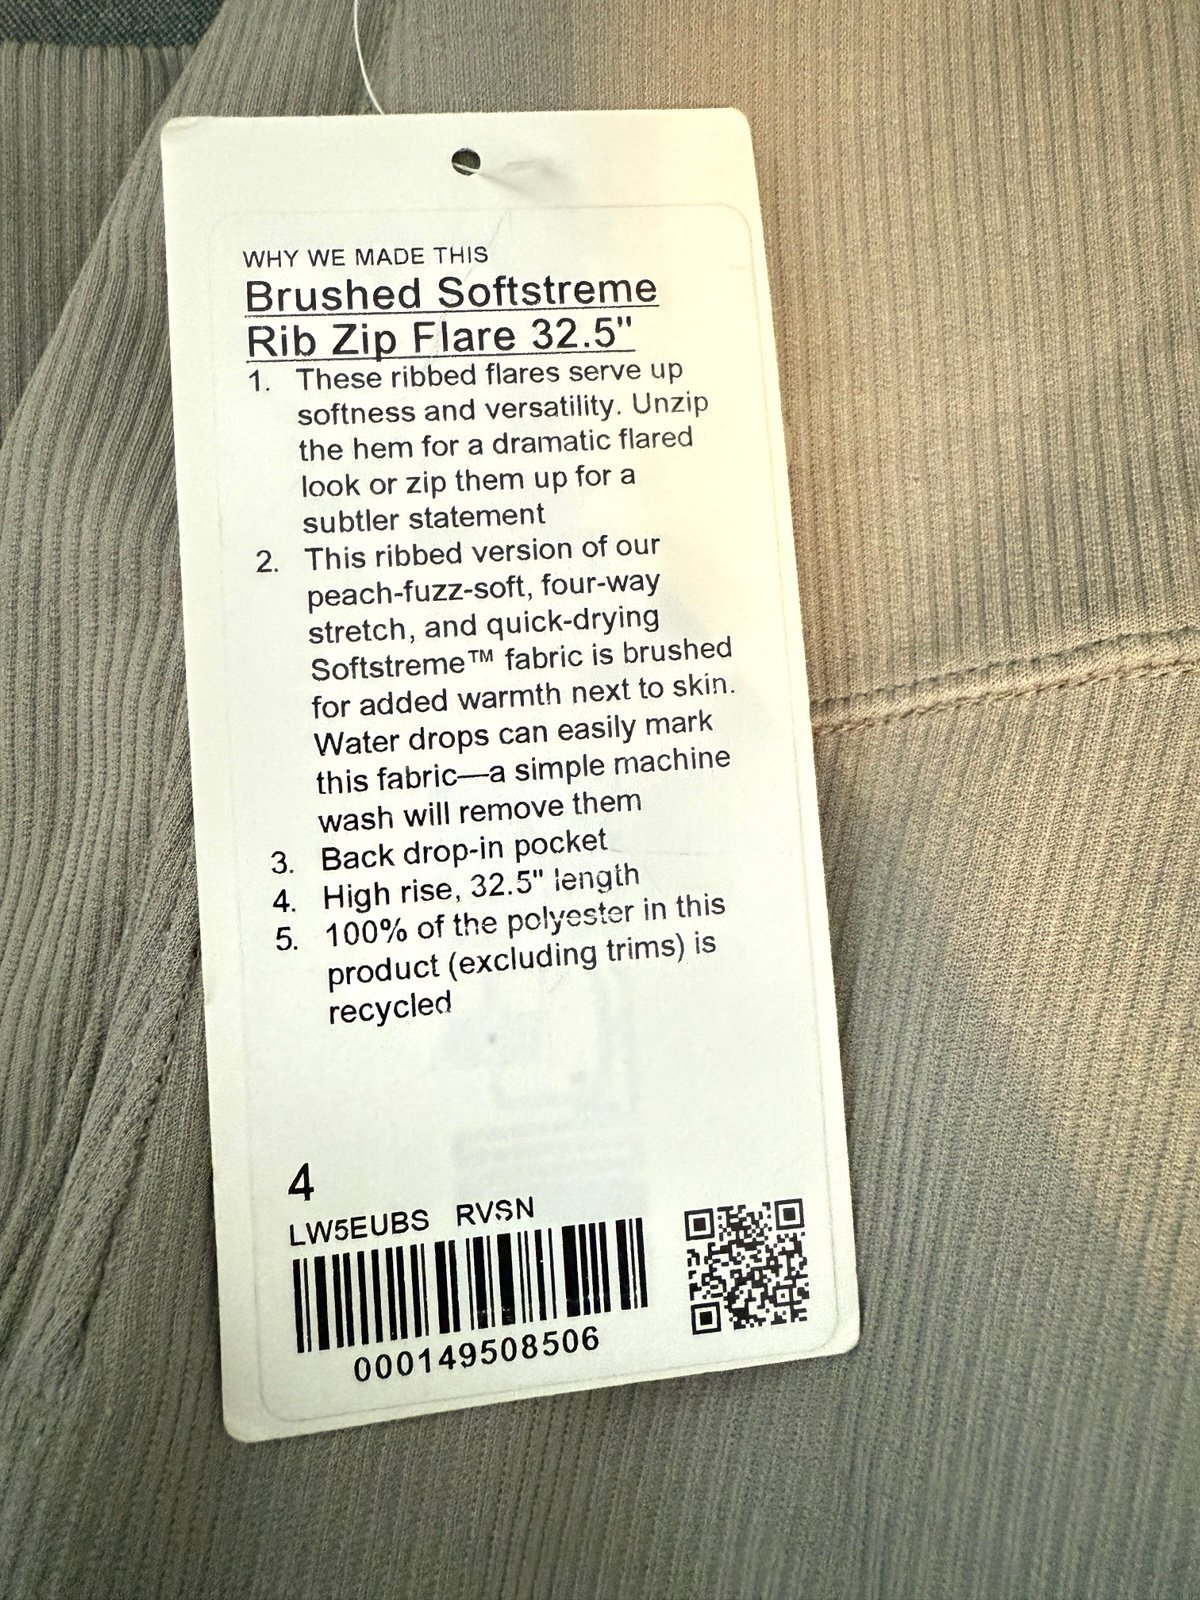 WHY WE MADE THIS
Brushed Softstreme
Rib Zip Flare 32.5"
1. These ribbed flares serve up
softness and versatility. Unzip
the hem for a dramatic flared
look or zip them up for a
subtler statement
2. This ribbed version of our
peach-fuzz-soft, four-way
stretch, and quick-drying
Softstreme™ fabric is brushed
for added warmth next to skin.
Water drops can easily mark
this fabric—a simple machine
wash will remove them
3. Back drop-in pocket
4. High rise, 32.5" length
5. 100% of the polyester in this
product (excluding trims) is
recycled
4
LW5EUBS RVSN
000149508506